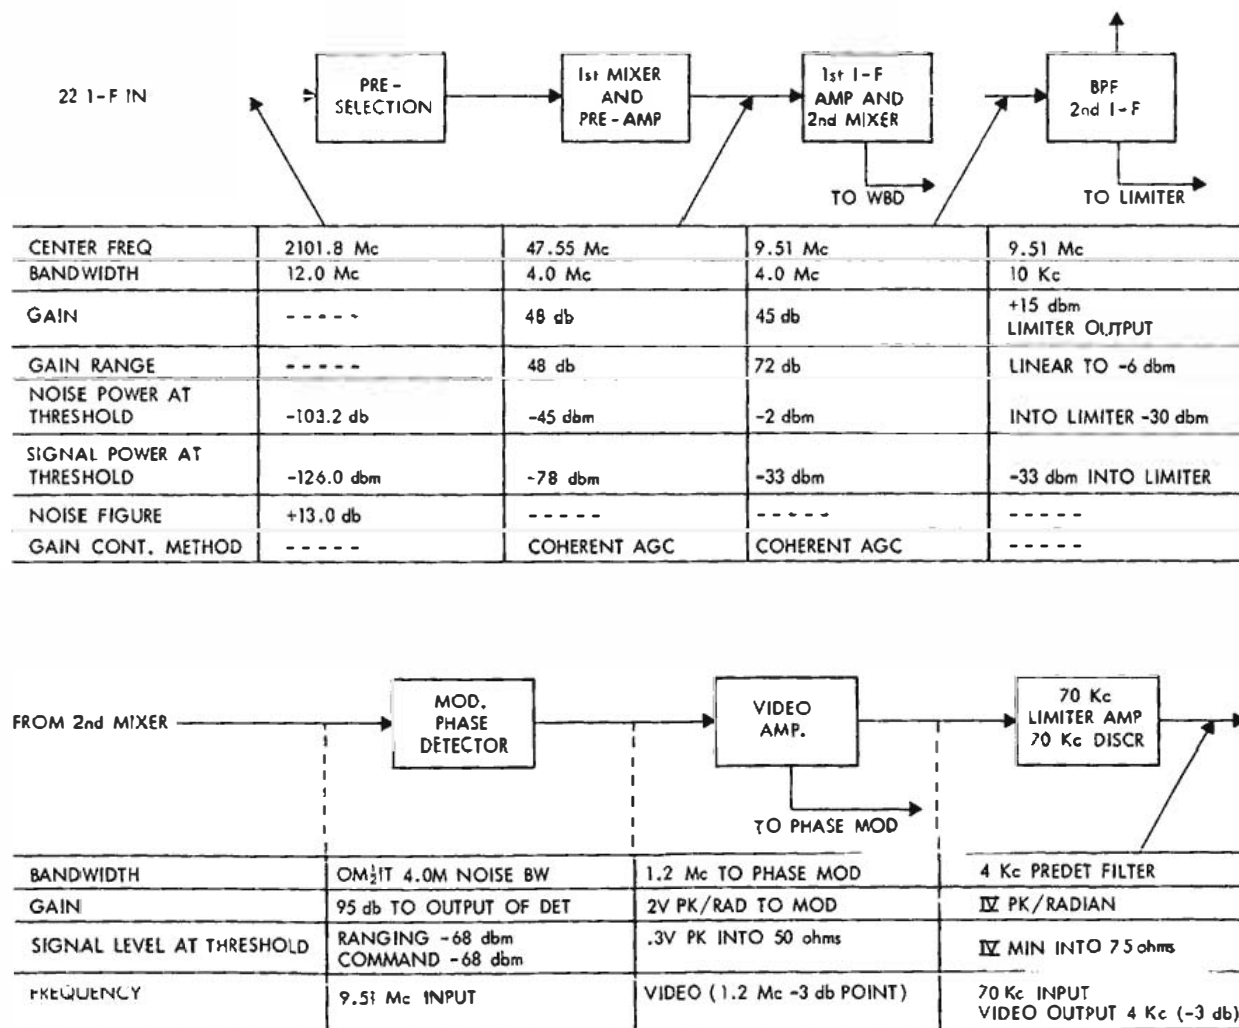 22 I-F IN
PRE-
SELECTION
1st MIXER
AND
PRE-AMP
1st I-F
AMP AND
2nd MIXER
BPF
2nd I-F
TO WBD
TO LIMITER
CENTER FREQ 2101.8 Mc 47.55 Mc 9.51 Mc 9.51 Mc
BANDWIDTH 12.0 Mc 4.0 Mc 4.0 Mc 10 Kc
GAIN ----- 48 db 45 db +15 dbm
LIMITER OUTPUT
GAIN RANGE ----- 48 db 72 db LINEAR TO -6 dbm
NOISE POWER AT
THRESHOLD -103.2 db -45 dbm -2 dbm INTO LIMITER -30 dbm
SIGNAL POWER AT
THRESHOLD -126.0 dbm -78 dbm -33 dbm -33 dbm INTO LIMITER
NOISE FIGURE +13.0 db ----- ----- -----
GAIN CONT. METHOD ----- COHERENT AGC COHERENT AGC -----
FROM 2nd MIXER
MOD.
PHASE
DETECTOR
VIDEO
AMP.
70 Kc
LIMITER AMP
70 Kc DISCR
TO PHASE MOD
BANDWIDTH OM½IT 4.0M NOISE BW 1.2 Mc TO PHASE MOD 4 Kc PREDET FILTER
GAIN 95 db TO OUTPUT OF DET 2V PK/RAD TO MOD IV PK/RADIAN
SIGNAL LEVEL AT THRESHOLD RANGING -68 dbm .3V PK INTO 50 ohms IV MIN INTO 75 ohms
COMMAND -68 dbm
FREQUENCY 9.51 Mc INPUT VIDEO (1.2 Mc -3 db POINT) 70 Kc INPUT
VIDEO OUTPUT 4 Kc (-3 db)